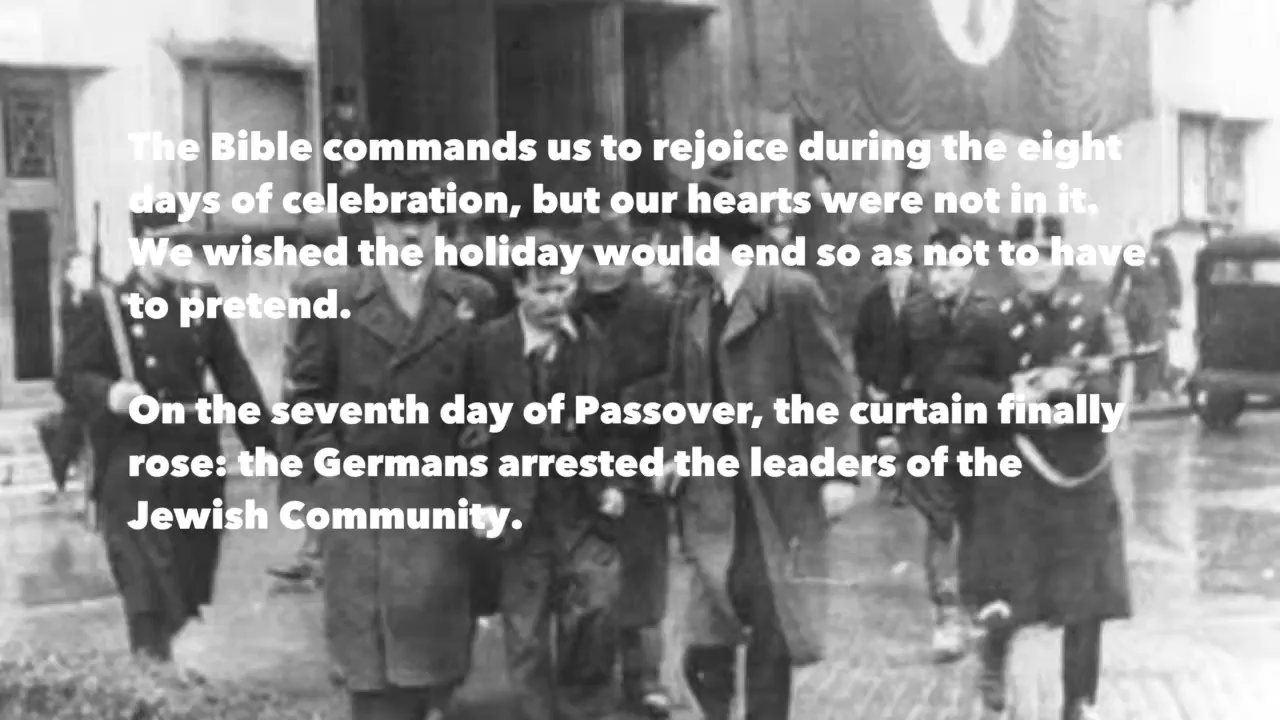 The Bible commands us to rejoice during the eight
days of celebration, but our hearts were not in it.
We wished the holiday would end so as not to have
to pretend.
On the seventh day of Passover, the curtain finally
rose: the Germans arrested the leaders of the
Jewish Community.